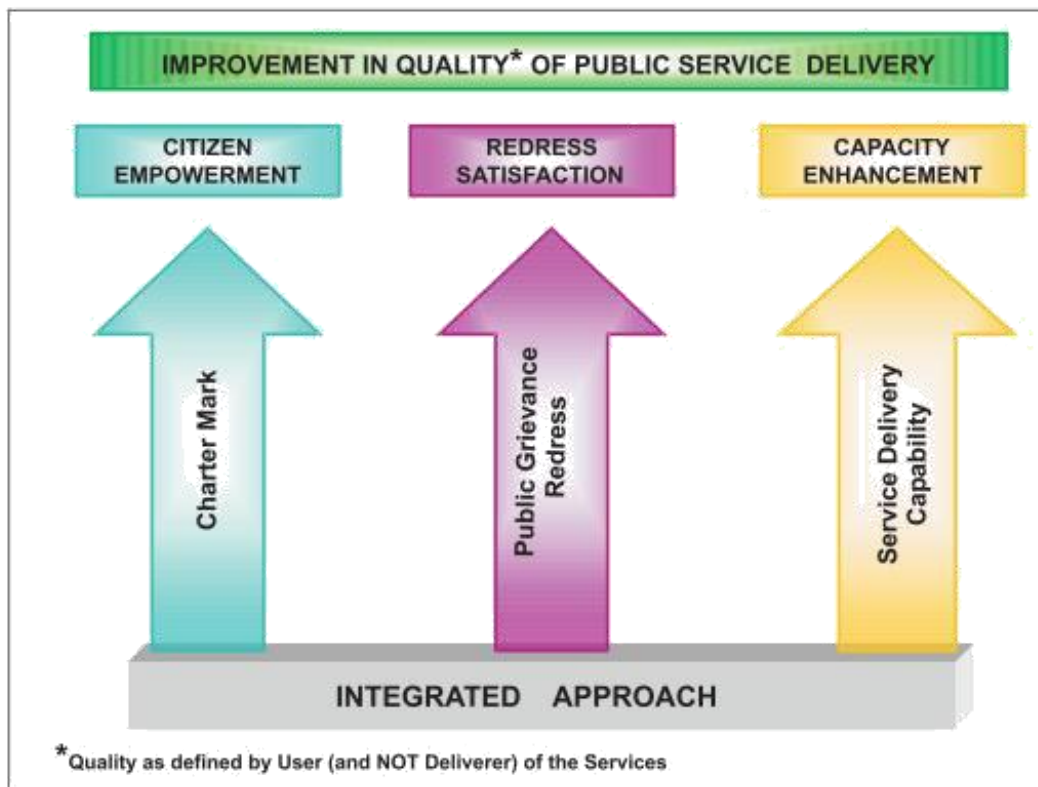 IMPROVEMENT IN QUALITY* OF PUBLIC SERVICE DELIVERY
CITIZEN
EMPOWERMENT
REDRESS
SATISFACTION
CAPACITY
ENHANCEMENT
Charter Mark
Public Grievance
Redress
Service Delivery
Capability
INTEGRATED APPROACH
*Quality as defined by User (and NOT Deliverer) of the Services